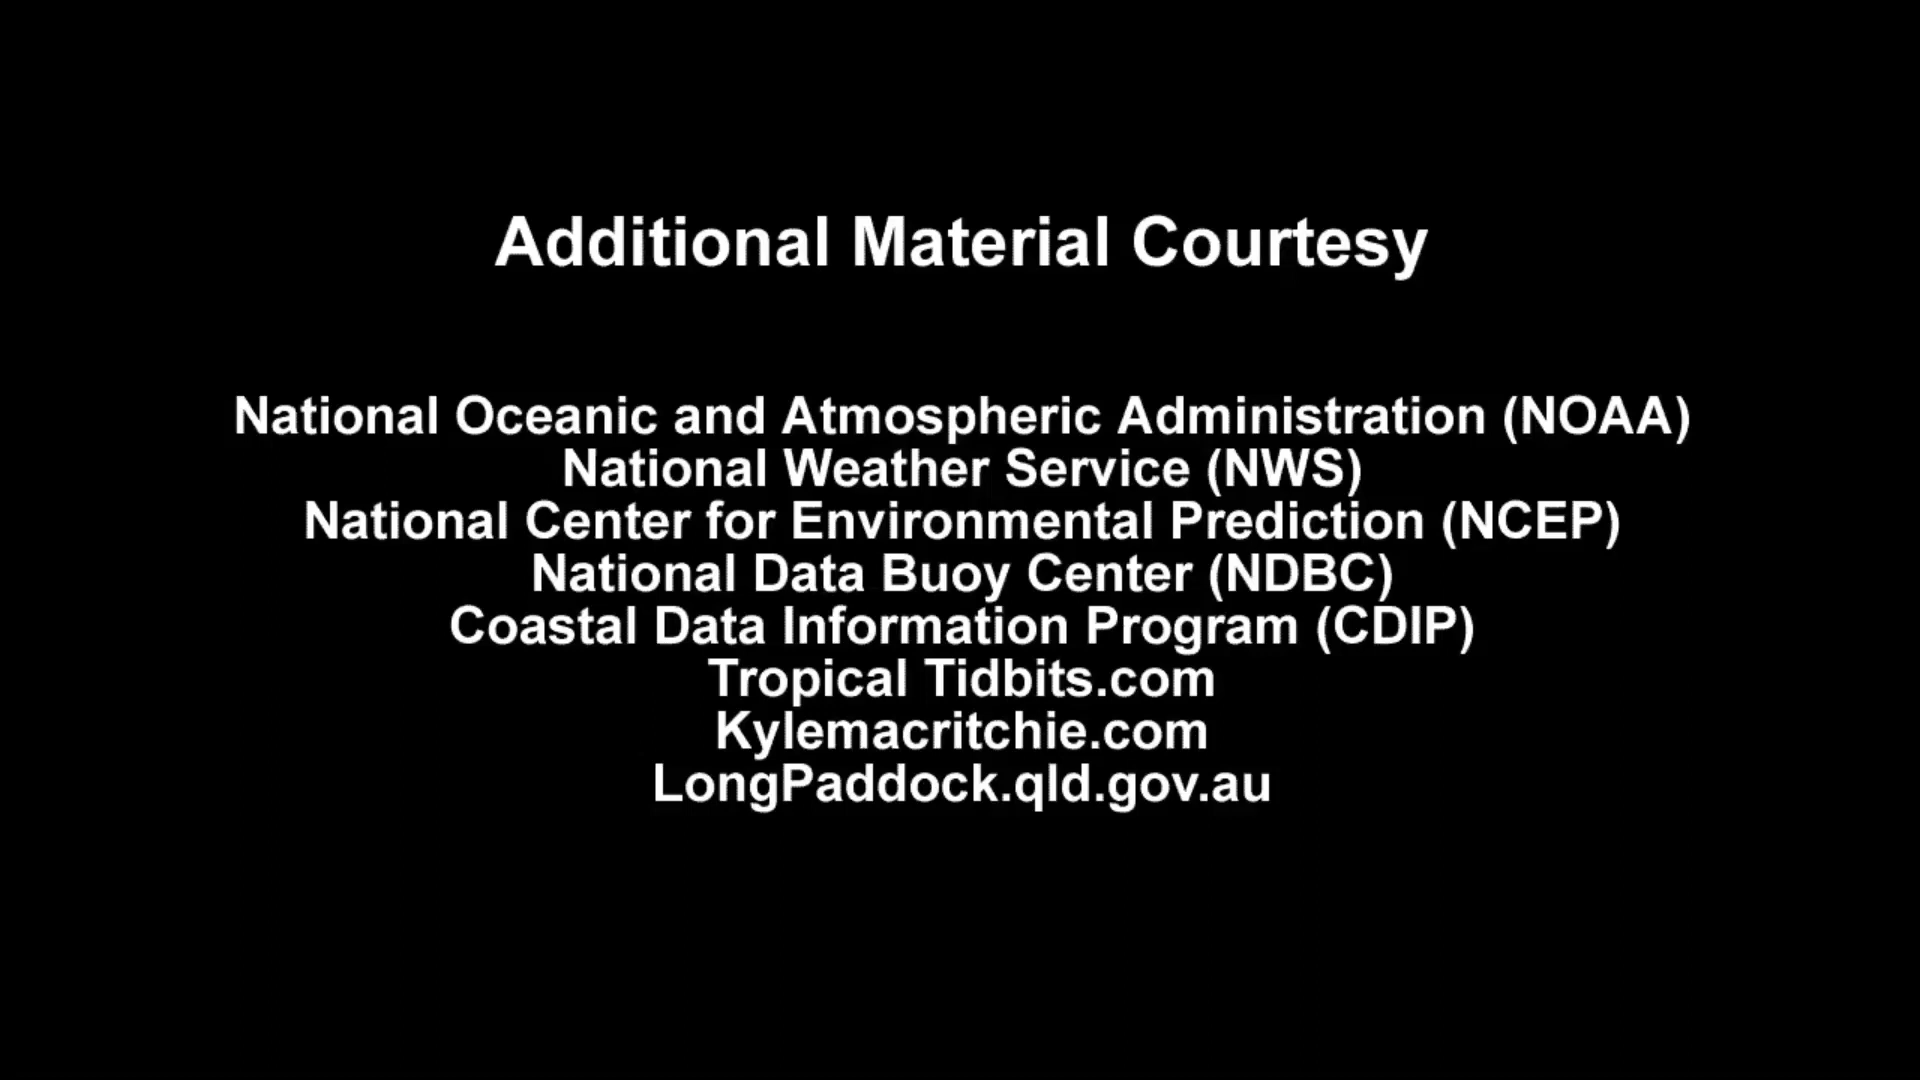 Additional Material Courtesy
National Oceanic and Atmospheric Administration (NOAA)
National Weather Service (NWS)
National Center for Environmental Prediction (NCEP)
National Data Buoy Center (NDBC)
Coastal Data Information Program (CDIP)
Tropical Tidbits.com
Kylemacritchie.com
LongPaddock.qld.gov.au